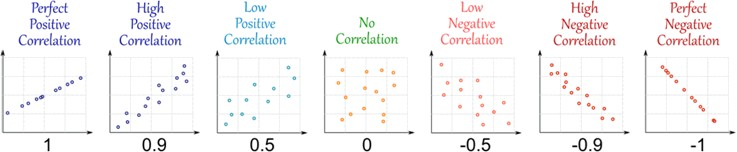 Perfect
Positive
Correlation
High
Positive
Correlation
Low
Positive
Correlation
No
Correlation
Low
Negative
Correlation
High
Negative
Correlation
Perfect
Negative
Correlation
1
0.9
0.5
0
-0.5
-0.9
-1